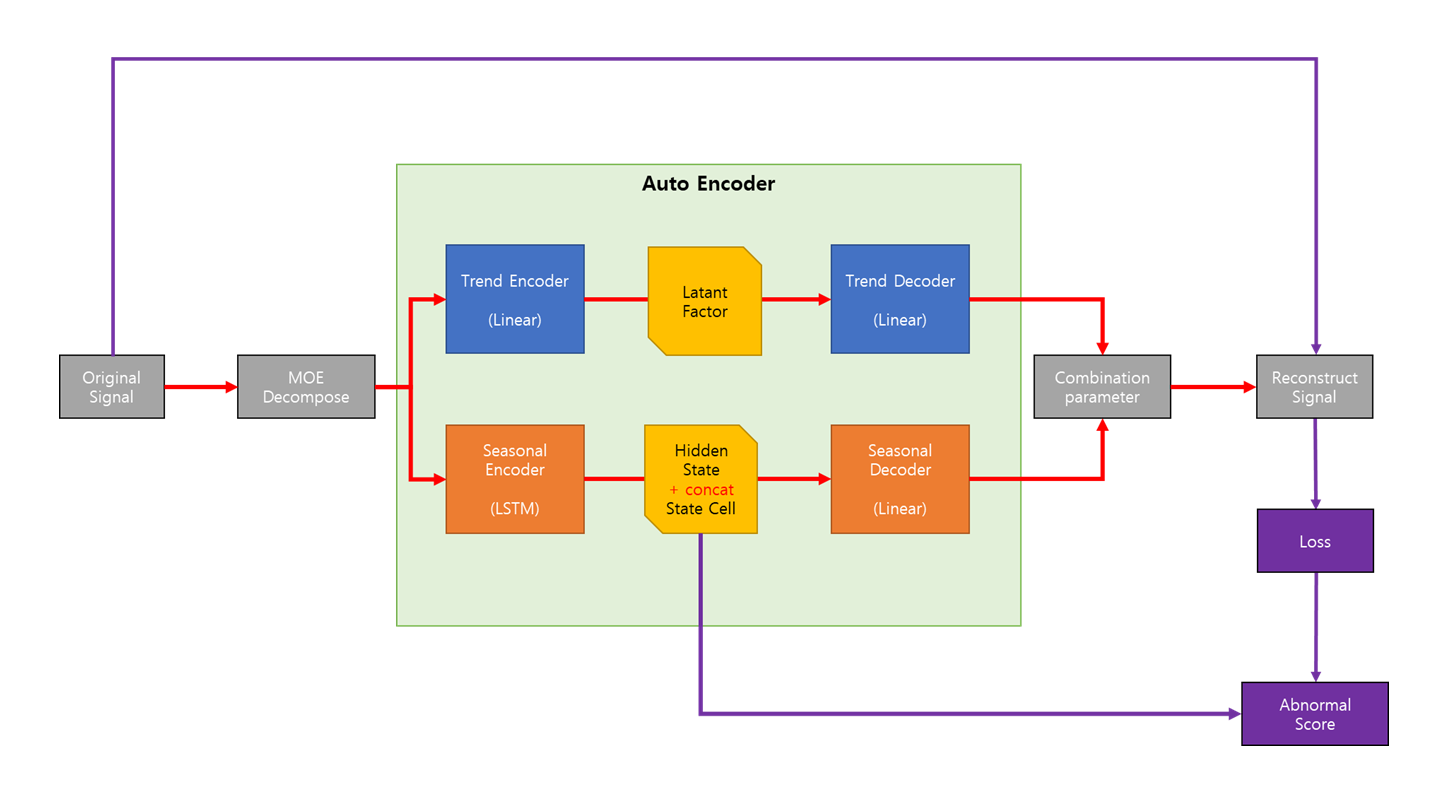 Auto Encoder
Original
Signal
MOE
Decompose
Trend Encoder
(Linear)
Latant
Factor
Trend Decoder
(Linear)
Seasonal
Encoder
(LSTM)
Hidden
State
+ concat
State Cell
Seasonal
Decoder
(Linear)
Combination
parameter
Reconstruct
Signal
Loss
Abnormal
Score